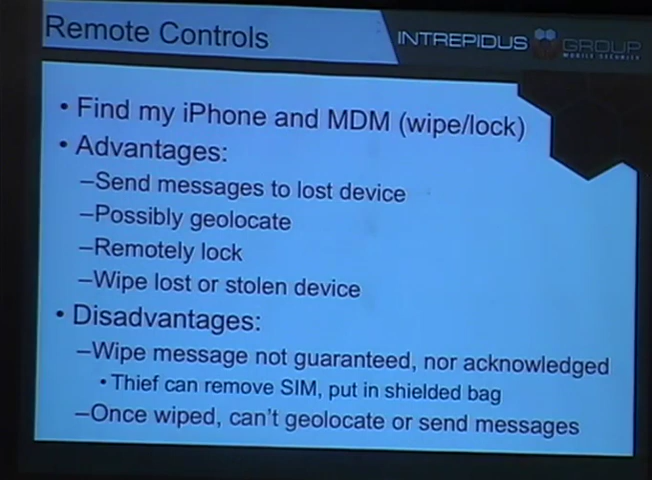 Remote Controls
INTREPIDUS GROUP
MOBILE SECURITY
• Find my iPhone and MDM (wipe/lock)
• Advantages:
–Send messages to lost device
–Possibly geolocate
–Remotely lock
–Wipe lost or stolen device
• Disadvantages:
–Wipe message not guaranteed, nor acknowledged
• Thief can remove SIM, put in shielded bag
–Once wiped, can't geolocate or send messages